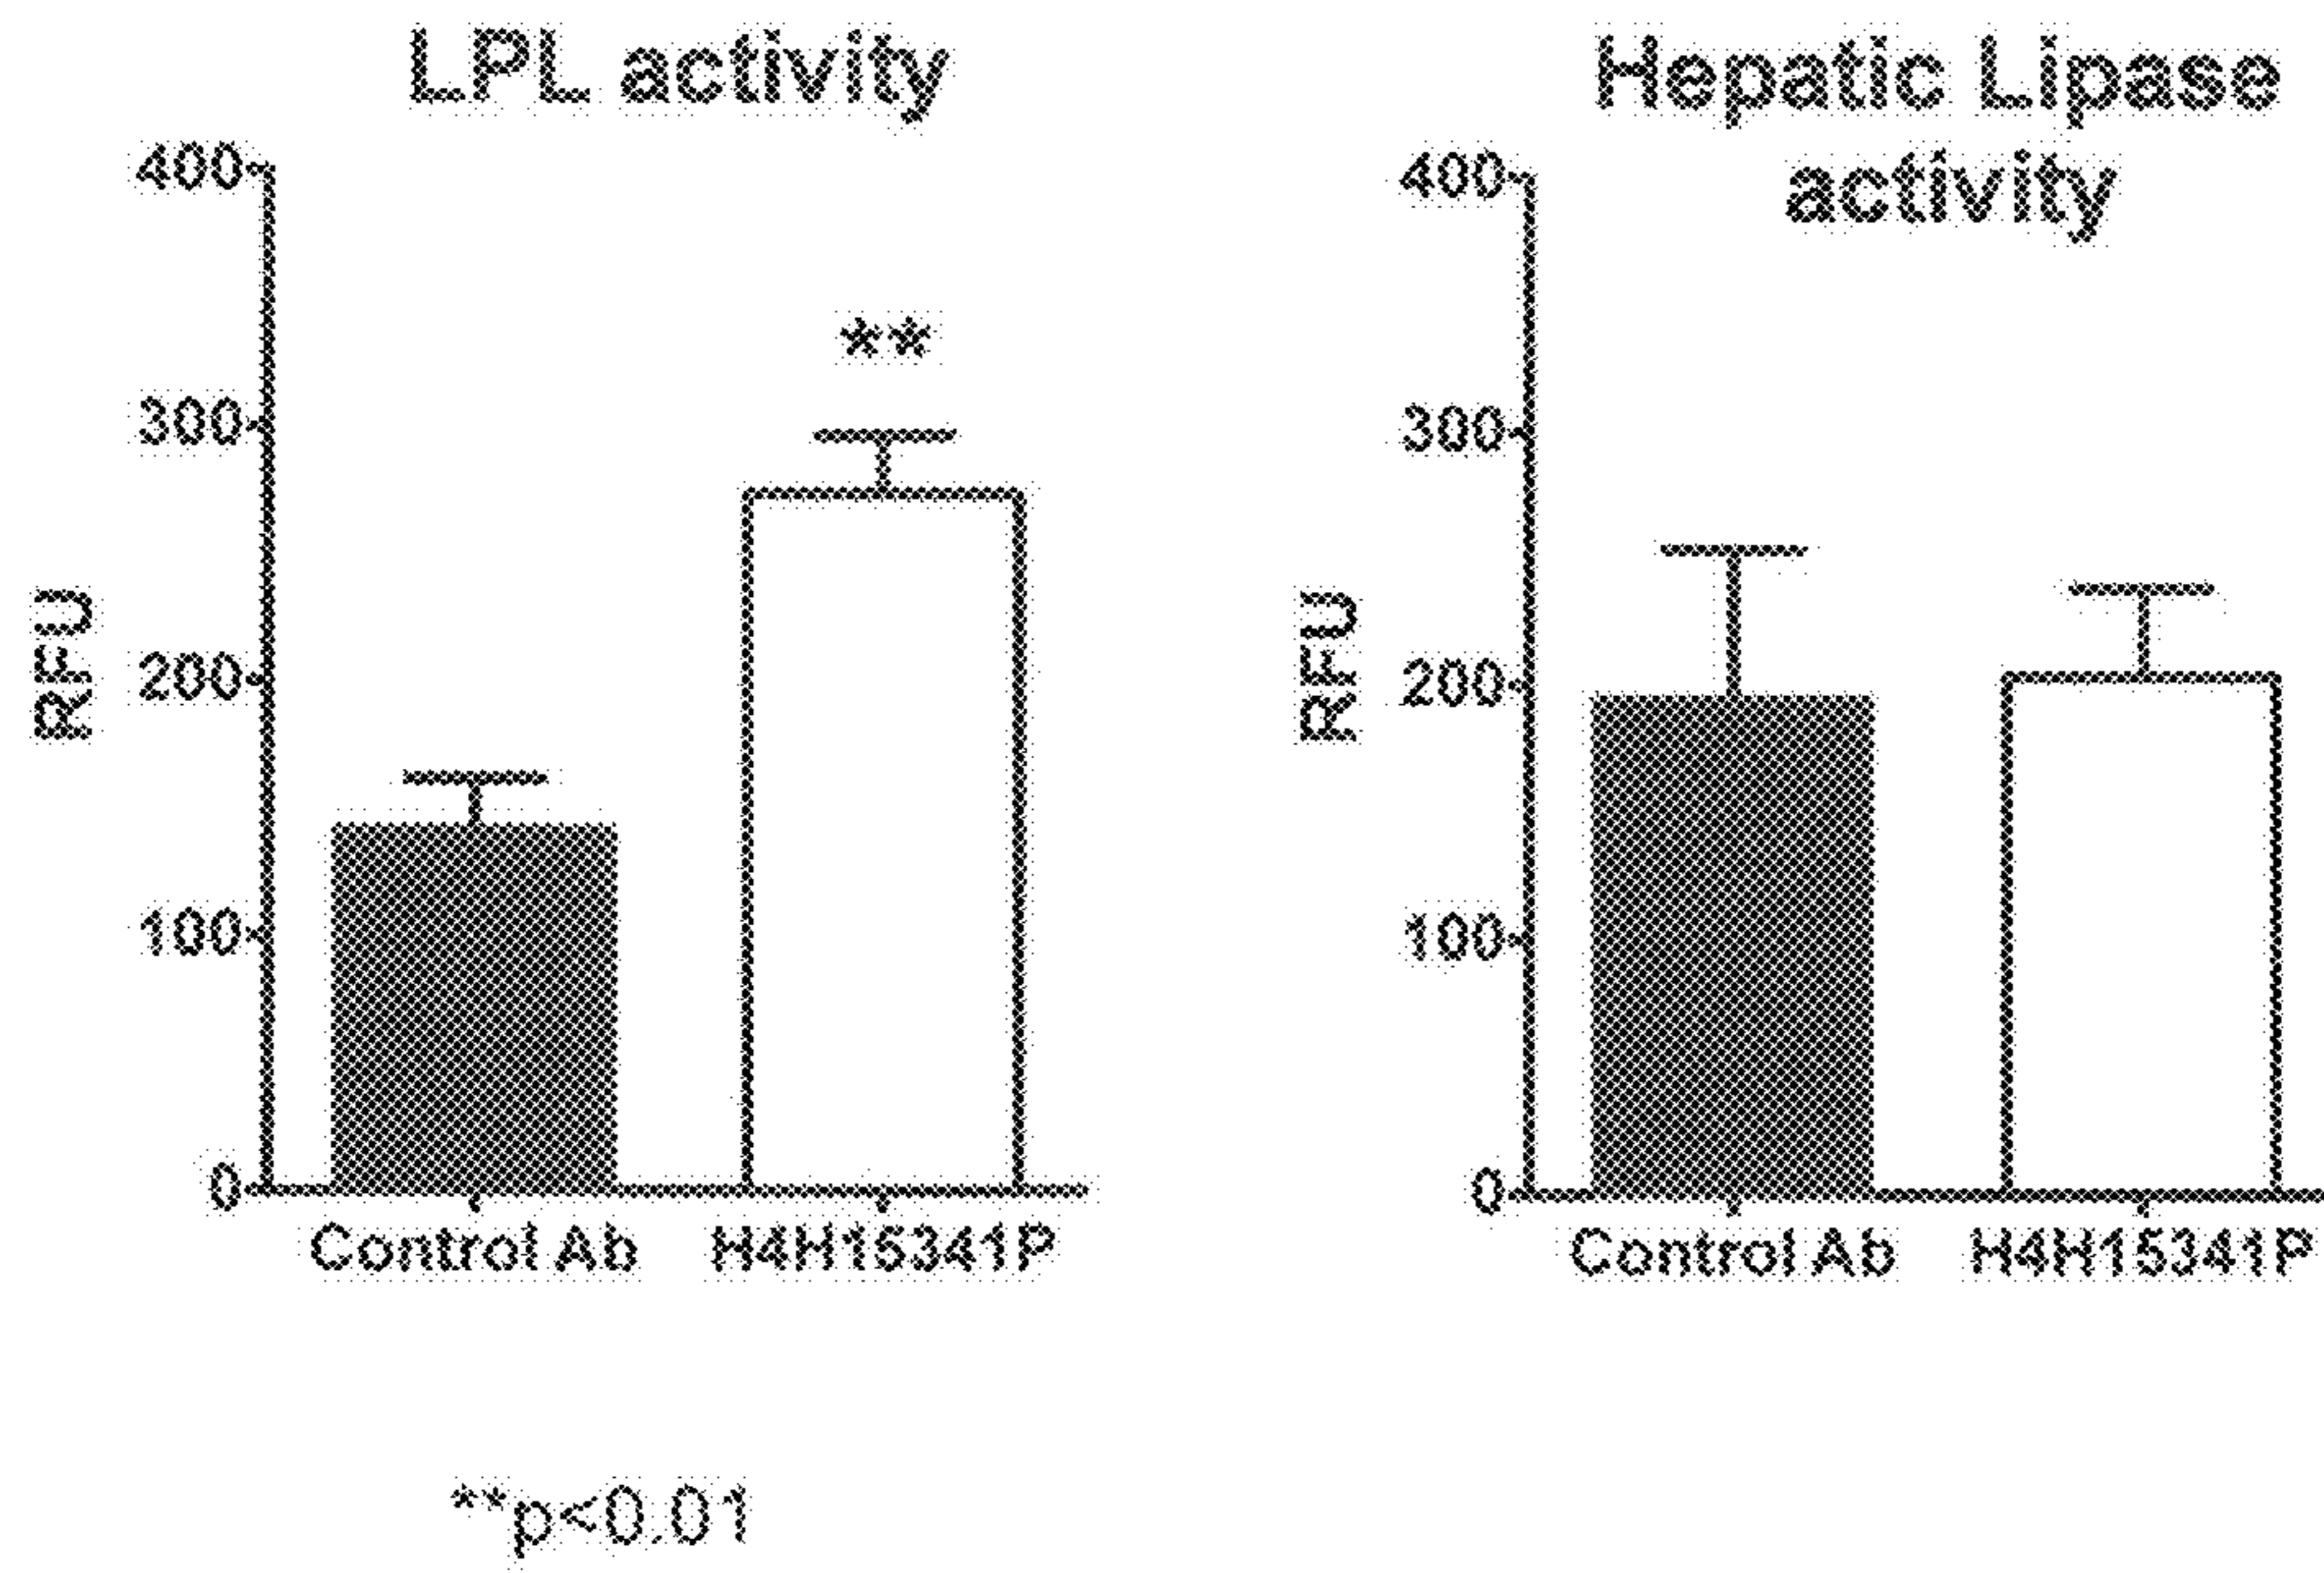 LPL activity
400
300
200
100
0
RFU
**
Control Ab H4H15341P
**p<0.01
Hepatic Lipase
activity
400
300
200
100
0
RFU
Control Ab H4H15341P